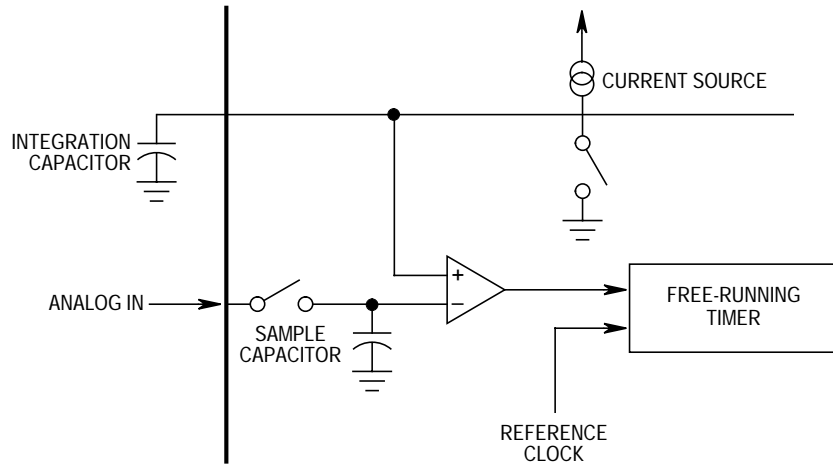 CURRENT SOURCE
INTEGRATION
CAPACITOR
+
−
ANALOG IN
SAMPLE
CAPACITOR
FREE-RUNNING
TIMER
REFERENCE
CLOCK